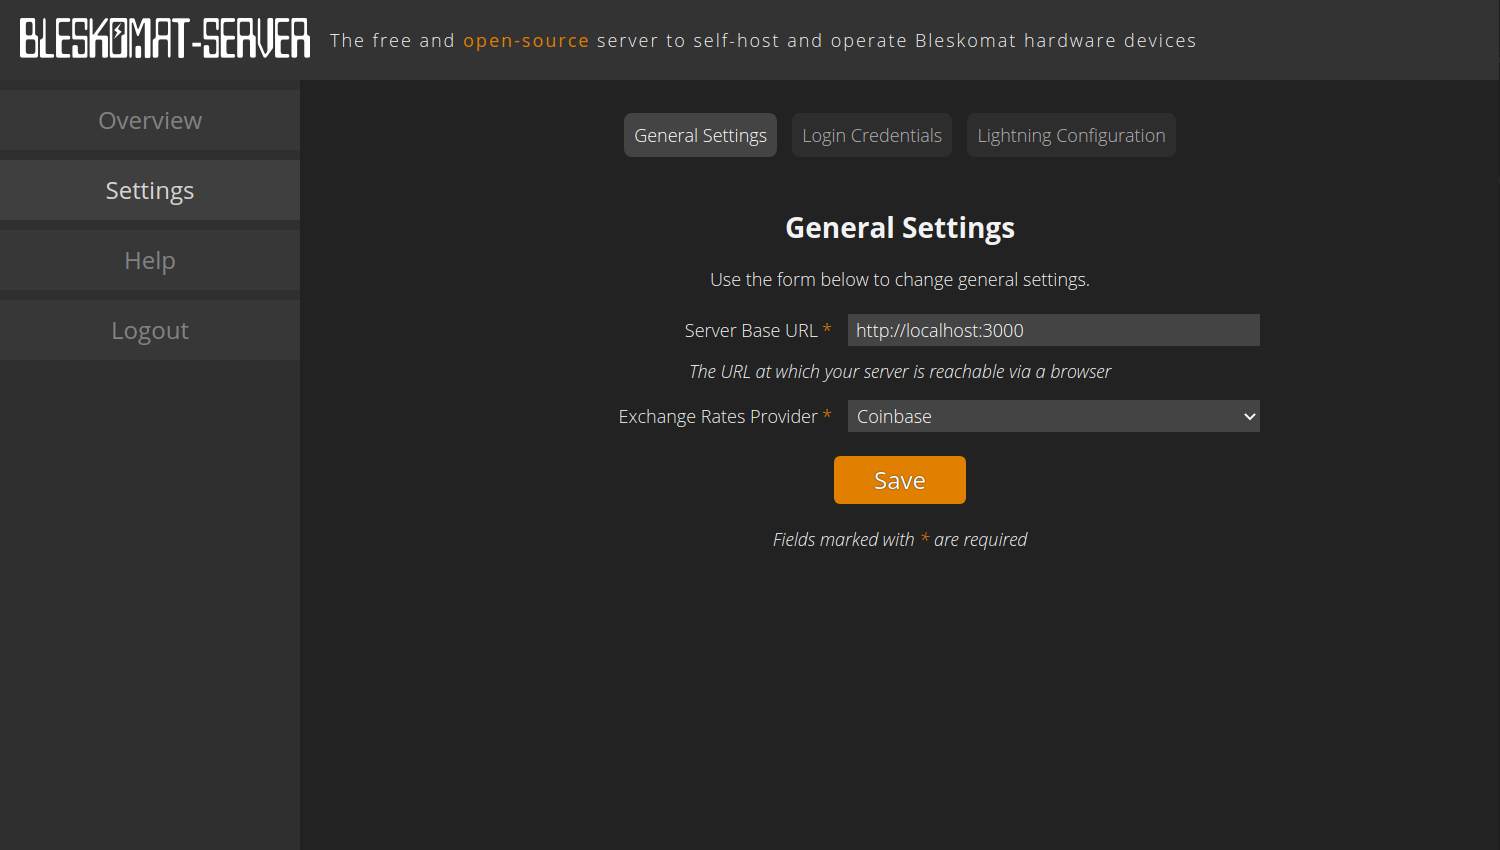 BLESKOMAT-SERVER The free and open-source server to self-host and operate Bleskomat hardware devices
Overview
Settings
Help
Logout
General Settings Login Credentials Lightning Configuration
General Settings
Use the form below to change general settings.
Server Base URL * http://localhost:3000
The URL at which your server is reachable via a browser
Exchange Rates Provider * Coinbase
Save
Fields marked with * are required